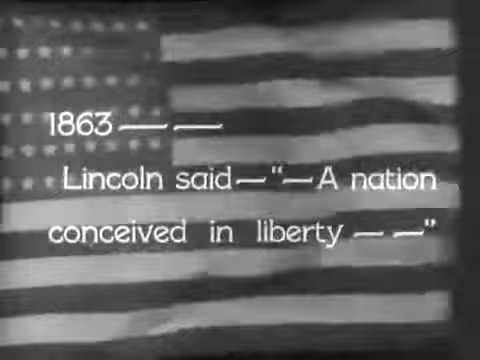 1863 — —
Lincoln said — "— A nation
conceived in liberty — —"